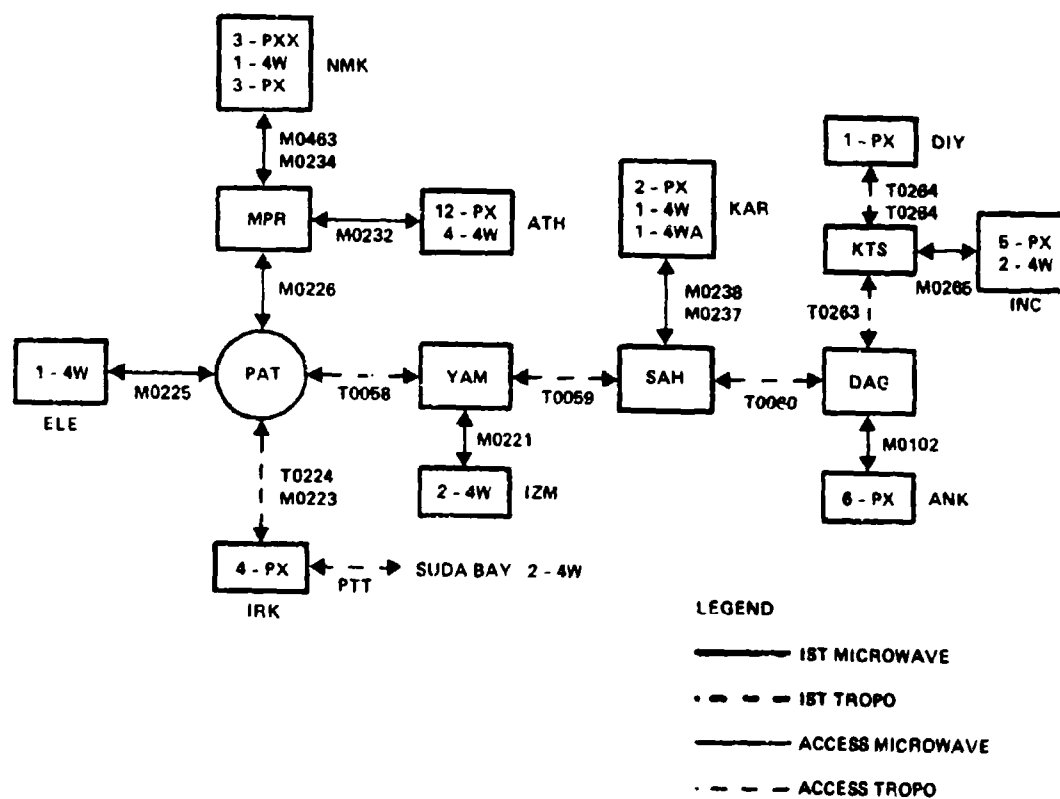 3 - PXX
1 - 4W
3 - PX
NMK
M0463
M0234
MPR
M0232
12 - PX
4 - 4W
ATH
M0226
2 - PX
1 - 4W
1 - 4WA
KAR
M0238
M0237
1 - PX
DIY
T0264
T0264
KTS
M0265
5 - PX
2 - 4W
INC
T0263
1 - 4W
ELE
M0225
PAT
T0058
YAM
T0059
SAH
T0060
DAG
M0221
2 - 4W
IZM
M0102
6 - PX
ANK
T0224
M0223
4 - PX
IRK
PTT
SUDA BAY 2 - 4W
LEGEND
IST MICROWAVE
IST TROPO
ACCESS MICROWAVE
ACCESS TROPO